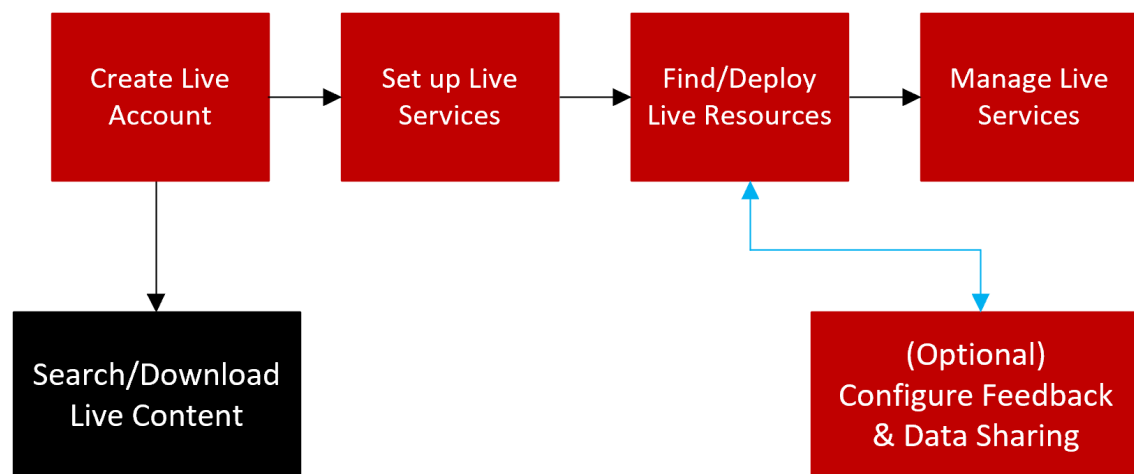 Create Live
Account
Set up Live
Services
Find/Deploy
Live Resources
Manage Live
Services
Search/Download
Live Content
(Optional)
Configure Feedback
& Data Sharing